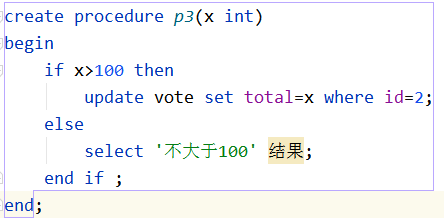 create procedure p3(x int)
begin
    if x>100 then
        update vote set total=x where id=2;
    else
        select '不大于100' 结果;
    end if ;
end;